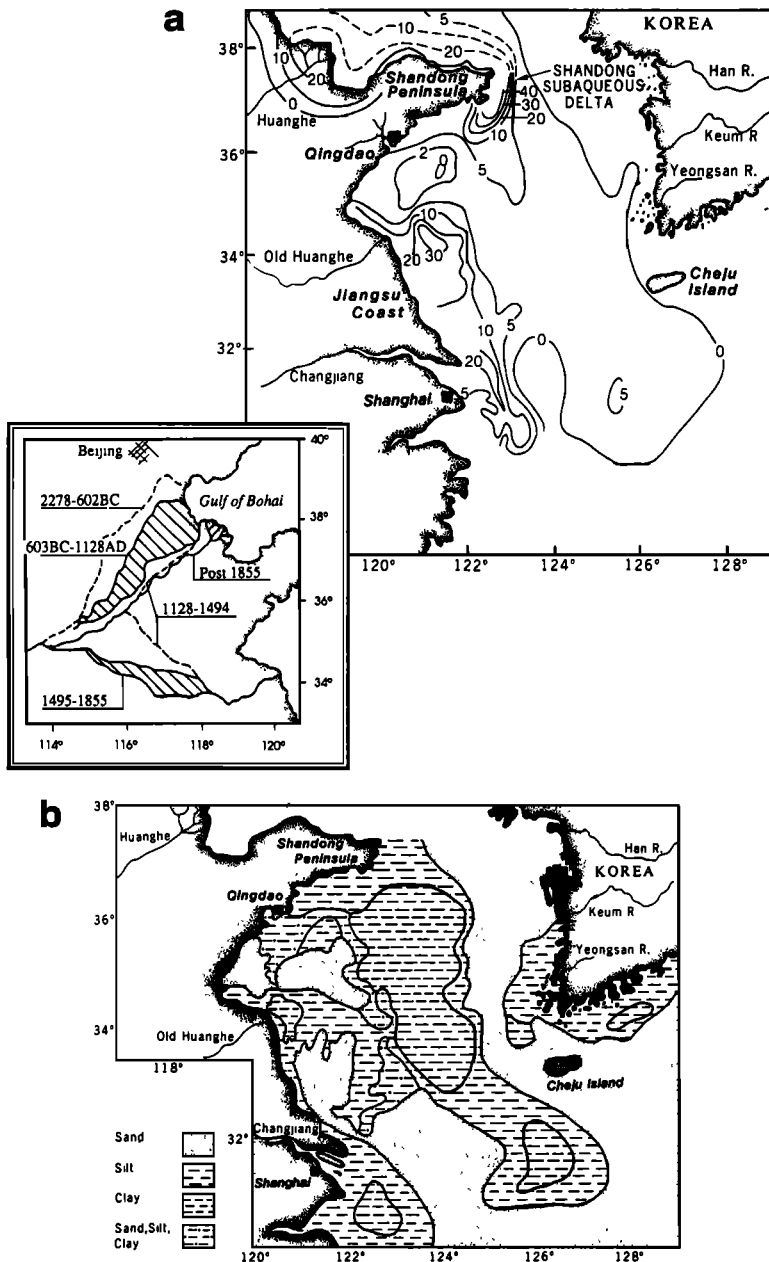 a
KOREA
38°
36°
34°
32°
120°
122°
124°
126°
128°
5
10
20
10
20
0
Huanghe
Shandong
Peninsula
SHANDONG
SUBAQUEOUS
DELTA
40
30
20
10
Han R.
Keum R
Yeongsan R.
Qingdao
2
0
5
10
20
30
Old Huanghe
Jiangsu
Coast
Cheju
Island
10
5
20
0
0
5
5
Changjiang
Shanghai
Beijing
40°
38°
36°
34°
2278-602BC
Gulf of Bohai
603BC-1128AD
Post 1855
1128-1494
1495-1855
114°
116°
118°
120°
b
38°
36°
34°
118°
32°
Huanghe
Shandong
Peninsula
Qingdao
Han R.
KOREA
Keum R
Yeongsan R.
Old Huanghe
Cheju Island
Changjiang
Shanghai
Sand
Silt
Clay
Sand, Silt,
Clay
120°
122°
124°
126°
128°